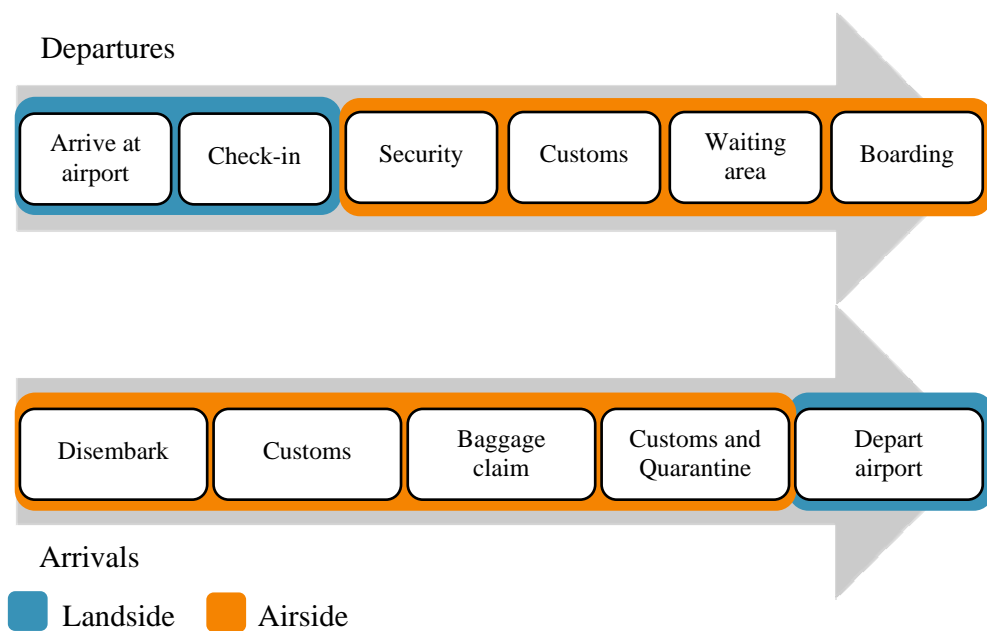 Departures
Arrive at
airport
Check-in
Security
Customs
Waiting
area
Boarding
Disembark
Customs
Baggage
claim
Customs and
Quarantine
Depart
airport
Arrivals
Landside
Airside